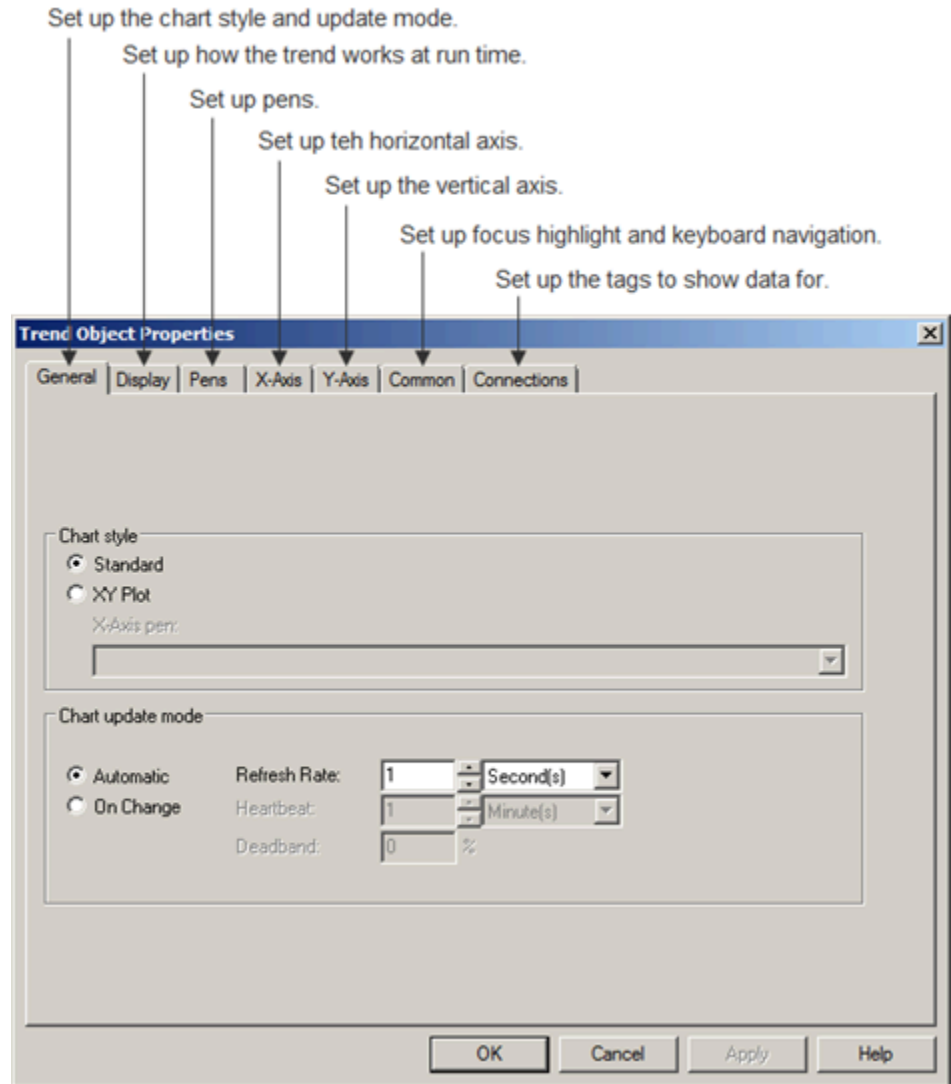 Set up the chart style and update mode.
Set up how the trend works at run time.
Set up pens.
Set up teh horizontal axis.
Set up the vertical axis.
Set up focus highlight and keyboard navigation.
Set up the tags to show data for.
Trend Object Properties
General Display Pens X-Axis Y-Axis Common Connections
Chart style
Standard
XY Plot
X-Axis pen:
Chart update mode
Automatic Refresh Rate: 1 Second(s)
On Change Heartbeat: 1 Minute(s)
Deadband: 0 %
OK Cancel Apply Help